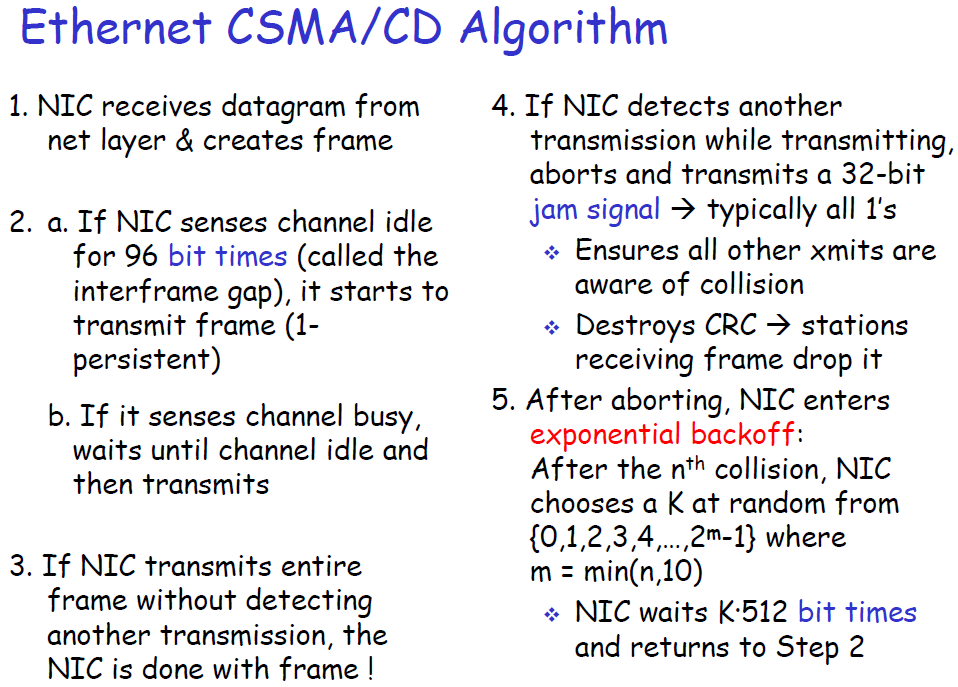 Ethernet CSMA/CD Algorithm
1. NIC receives datagram from
net layer & creates frame
2. a. If NIC senses channel idle
for 96 bit times (called the
interframe gap), it starts to
transmit frame (1-
persistent)
b. If it senses channel busy,
waits until channel idle and
then transmits
3. If NIC transmits entire
frame without detecting
another transmission, the
NIC is done with frame !
4. If NIC detects another
transmission while transmitting,
aborts and transmits a 32-bit
jam signal → typically all 1's
❖ Ensures all other xmits are
aware of collision
❖ Destroys CRC → stations
receiving frame drop it
5. After aborting, NIC enters
exponential backoff:
After the nth collision, NIC
chooses a K at random from
{0,1,2,3,4,…,2m-1} where
m = min(n,10)
❖ NIC waits K·512 bit times
and returns to Step 2